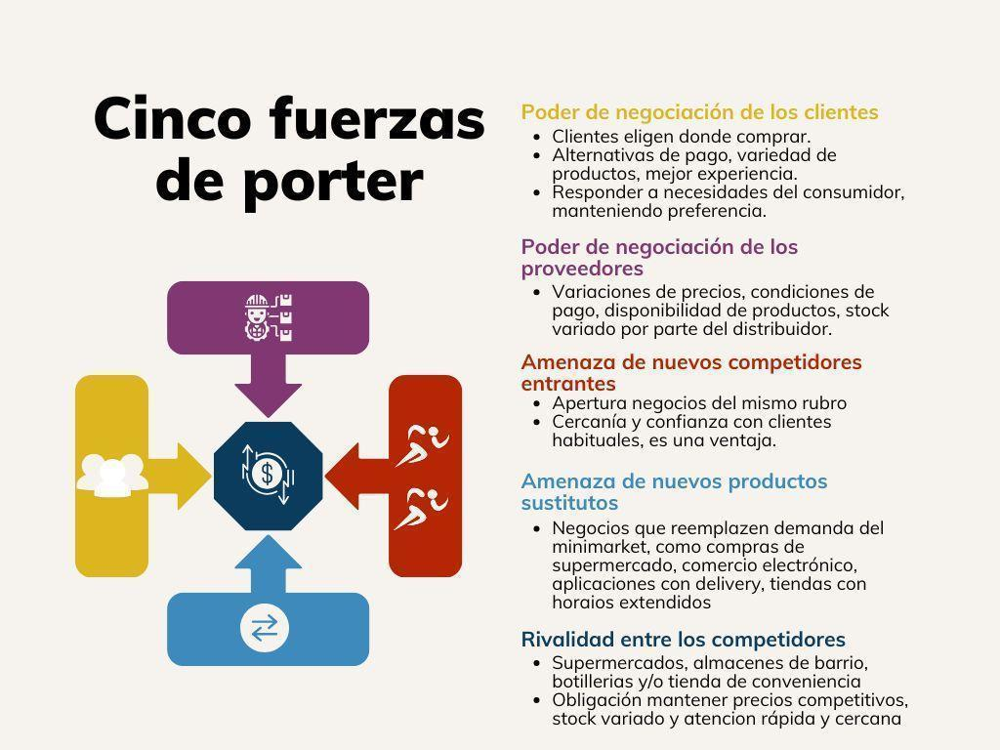 Cinco fuerzas
de porter
Poder de negociación de los clientes
• Clientes eligen donde comprar.
• Alternativas de pago, variedad de
productos, mejor experiencia.
• Responder a necesidades del consumidor,
manteniendo preferencia.
Poder de negociación de los
proveedores
• Variaciones de precios, condiciones de
pago, disponibilidad de productos, stock
variado por parte del distribuidor.
Amenaza de nuevos competidores
entrantes
• Apertura negocios del mismo rubro
• Cercanía y confianza con clientes
habituales, es una ventaja.
Amenaza de nuevos productos
sustitutos
• Negocios que reemplazen demanda del
minimarket, como compras de
supermercado, comercio electrónico,
aplicaciones con delivery, tiendas con
horaios extendidos
Rivalidad entre los competidores
• Supermercados, almacenes de barrio,
botillerias y/o tienda de conveniencia
• Obligación mantener precios competitivos,
stock variado y atencion rápida y cercana
$